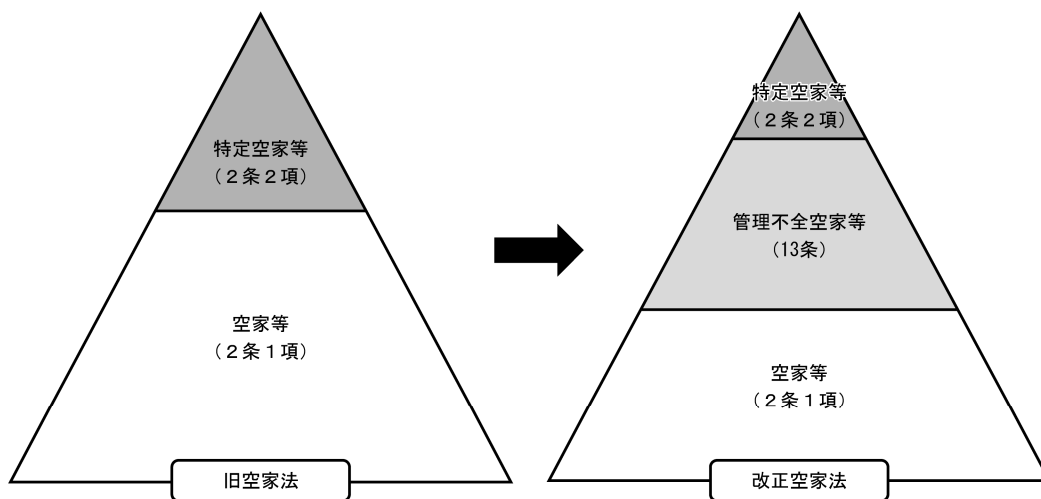 特定空家等
(２条２項)
空家等
(２条１項)
旧空家法
特定空家等
(２条２項)
管理不全空家等
(13条)
空家等
(２条１項)
改正空家法